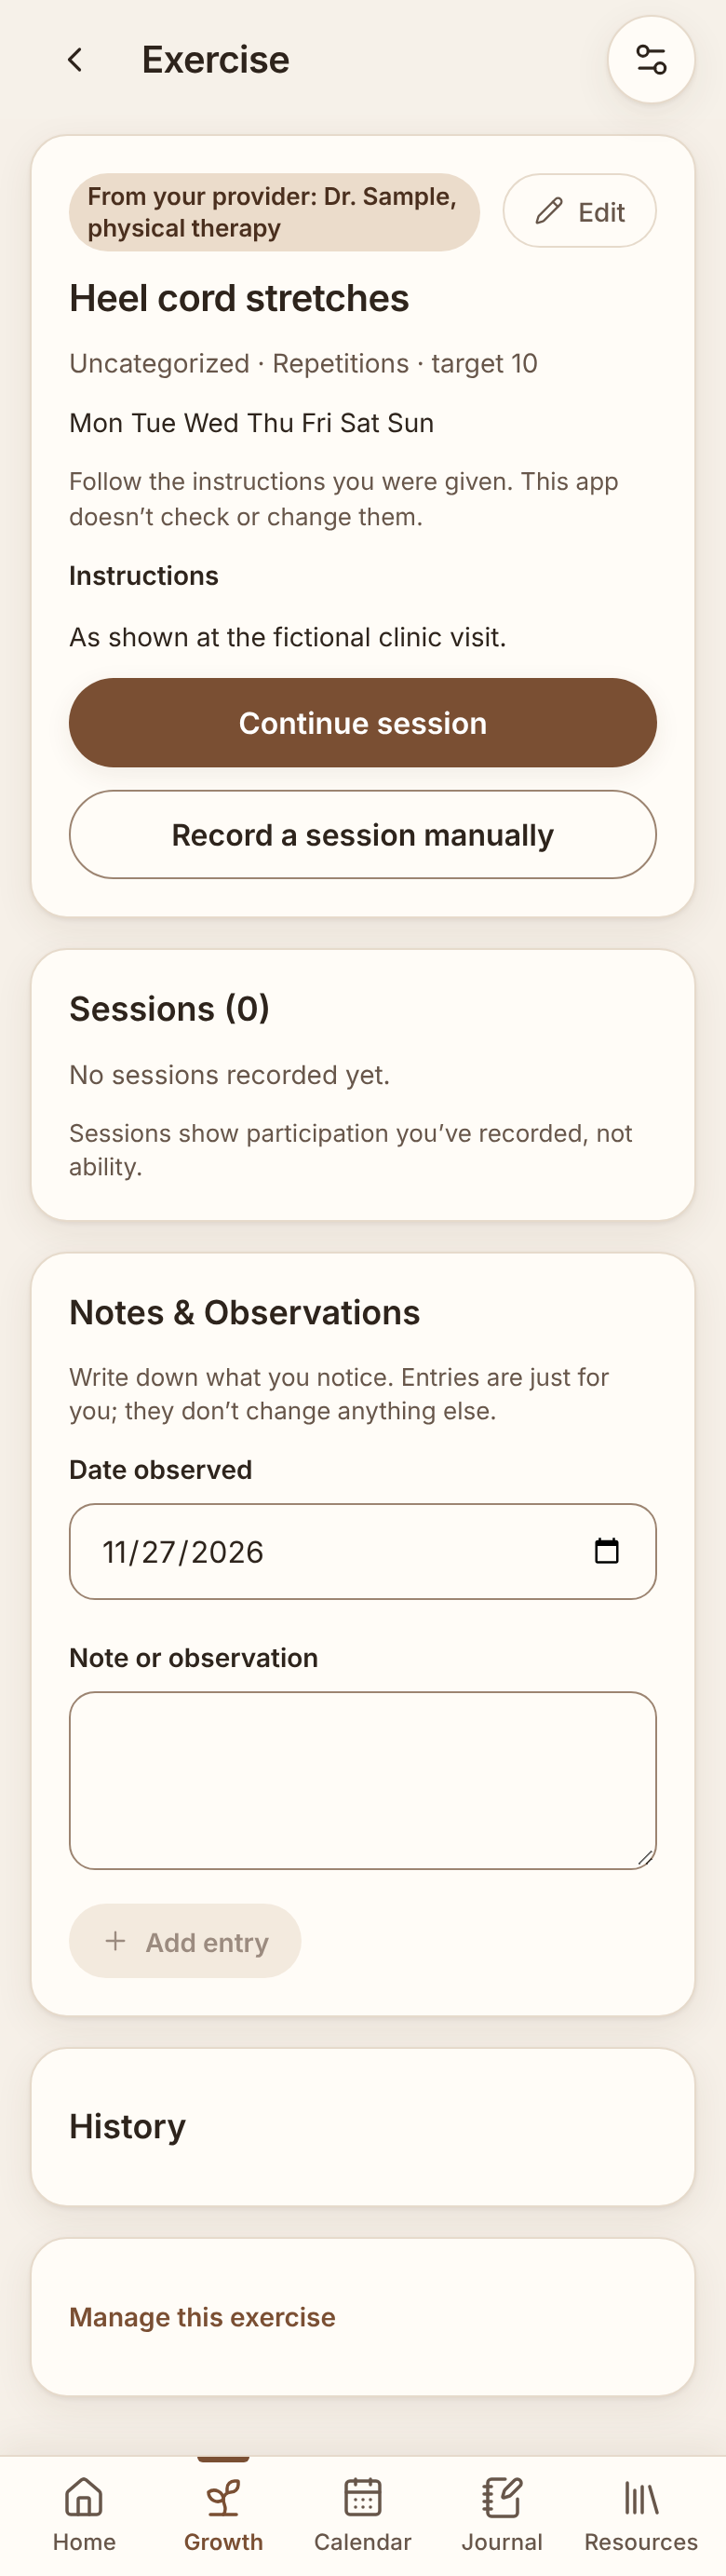 Exercise
From your provider: Dr. Sample,
physical therapy
Edit
Heel cord stretches
Uncategorized · Repetitions · target 10
Mon Tue Wed Thu Fri Sat Sun
Follow the instructions you were given. This app
doesn’t check or change them.
Instructions
As shown at the fictional clinic visit.
Continue session
Record a session manually
Sessions (0)
No sessions recorded yet.
Sessions show participation you’ve recorded, not
ability.
Notes & Observations
Write down what you notice. Entries are just for
you; they don’t change anything else.
Date observed
11/27/2026
Note or observation
Add entry
History
Manage this exercise
Home Growth Calendar Journal Resources